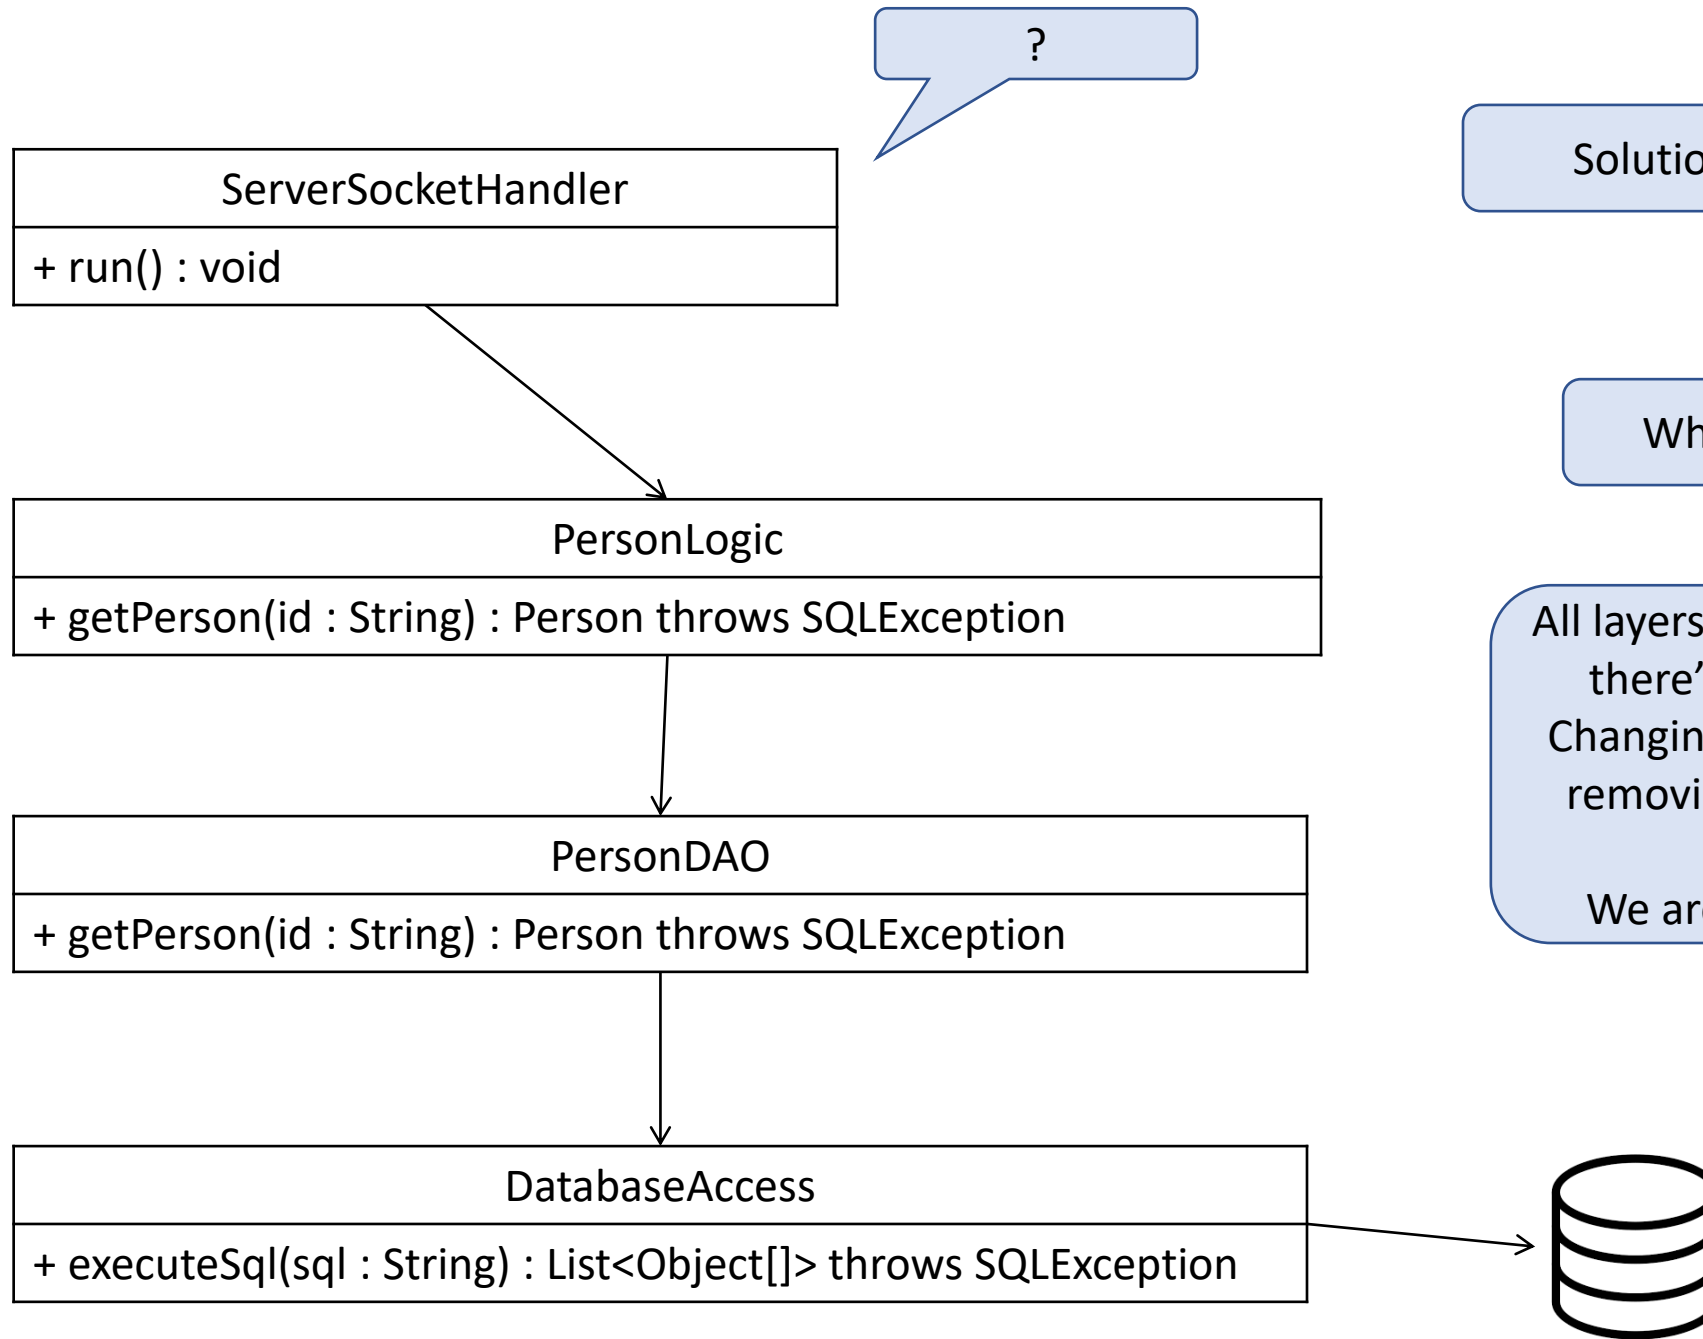 ?
Solutio
ServerSocketHandler
+ run() : void
Wh
PersonLogic
+ getPerson(id : String) : Person throws SQLException
All layers
there’
Changin
removi
We are
PersonDAO
+ getPerson(id : String) : Person throws SQLException
DatabaseAccess
+ executeSql(sql : String) : List<Object[]> throws SQLException